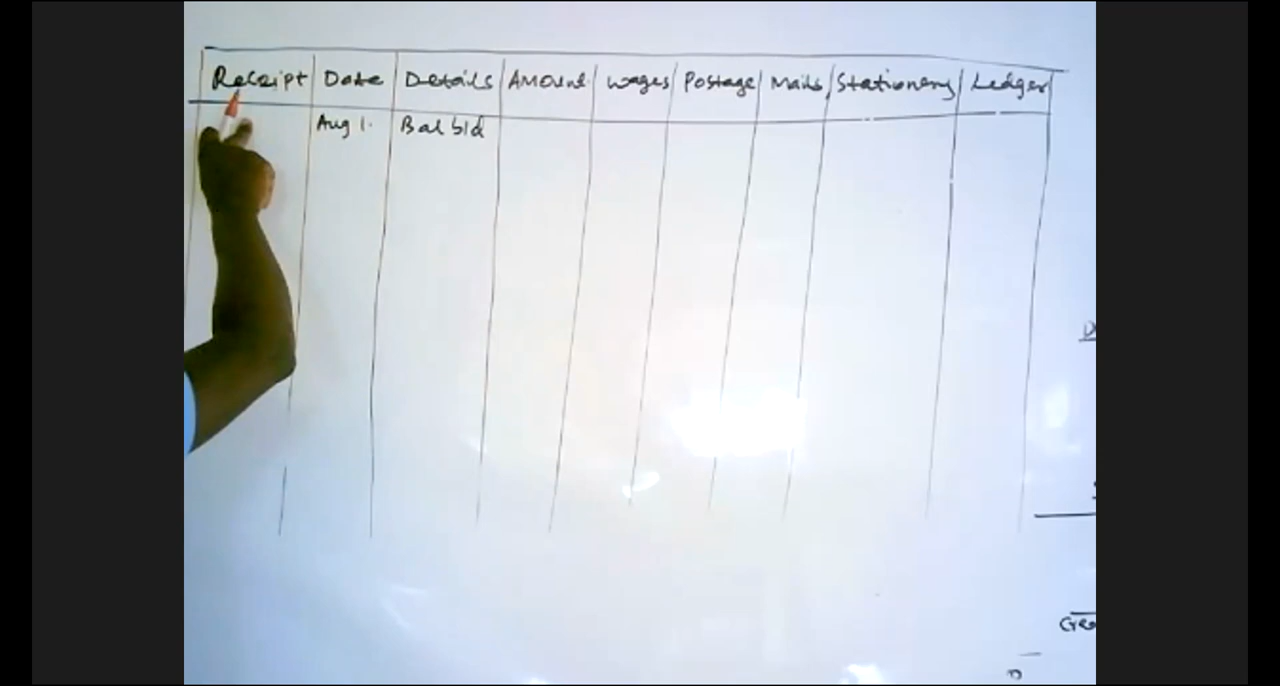 Receipt Date Details Amount Wages Postage Mails Stationery Ledger
Aug 1. Bal b/d